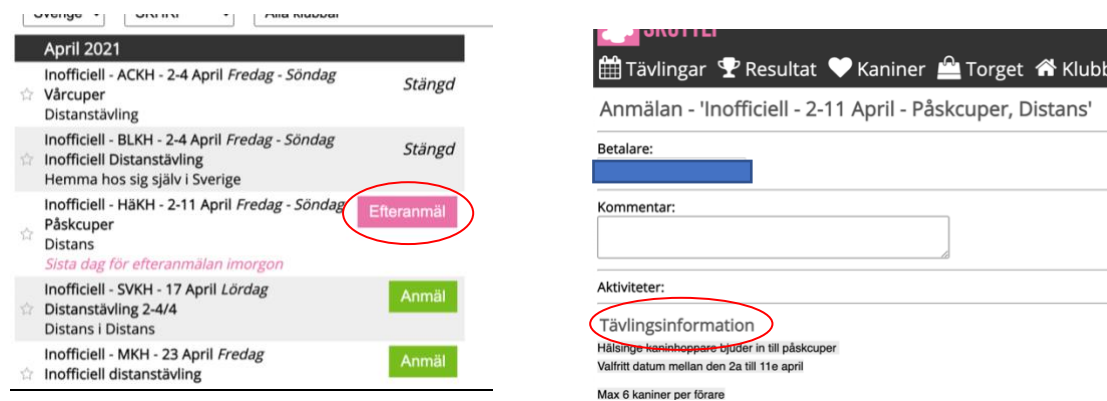 Sverige SKHRF Alla klubbar
April 2021
Inofficiell - ACKH - 2-4 April Fredag - Söndag
Vårcuper
Distanstävling
Stängd
Inofficiell - BLKH - 2-4 April Fredag - Söndag
Inofficiell Distanstävling
Hemma hos sig själv i Sverige
Stängd
Inofficiell - HäKH - 2-11 April Fredag - Söndag
Påskcuper
Distans
Sista dag för efteranmälan imorgon
Efteranmäl
Inofficiell - SVKH - 17 April Lördag
Distanstävling 2-4/4
Distans i Distans
Anmäl
Inofficiell - MKH - 23 April Fredag
Inofficiell distanstävling
Anmäl
Tävlingar Resultat Kaniner Torget Klubb
Anmälan - 'Inofficiell - 2-11 April - Påskcuper, Distans'
Betalare:
Kommentar:
Aktiviteter:
Tävlingsinformation
Hälsinge kaninhoppare bjuder in till påskcuper
Valfritt datum mellan den 2a till 11e april
Max 6 kaniner per förare